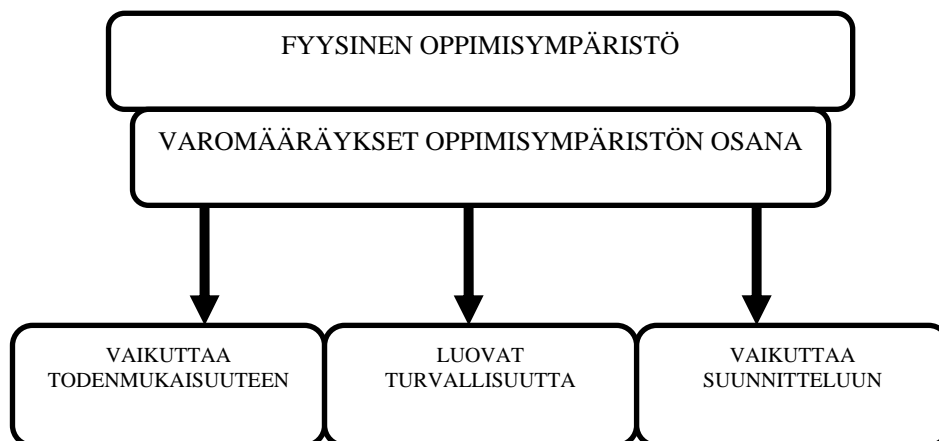 FYYSINEN OPPIMISYMPÄRISTÖ
VAROMÄÄRÄYKSET OPPIMISYMPÄRISTÖN OSANA
VAIKUTTAA
TODENMUKAISUUTEEN
LUOVAT
TURVALLISUUTTA
VAIKUTTAA
SUUNNITTELUUN